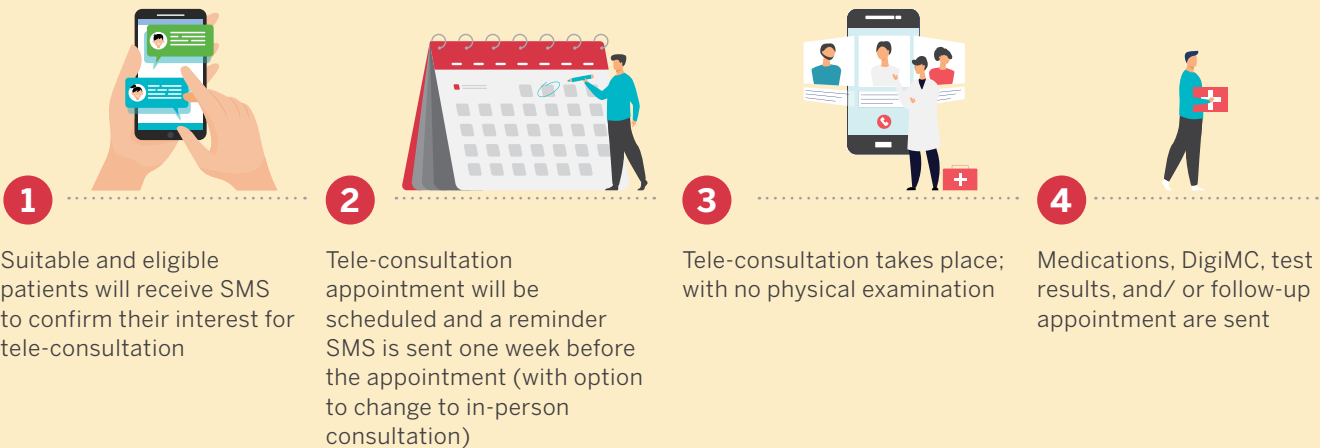 1
Suitable and eligible
patients will receive SMS
to confirm their interest for
tele-consultation
2
Tele-consultation
appointment will be
scheduled and a reminder
SMS is sent one week before
the appointment (with option
to change to in-person
consultation)
3
Tele-consultation takes place;
with no physical examination
4
Medications, DigiMC, test
results, and/ or follow-up
appointment are sent